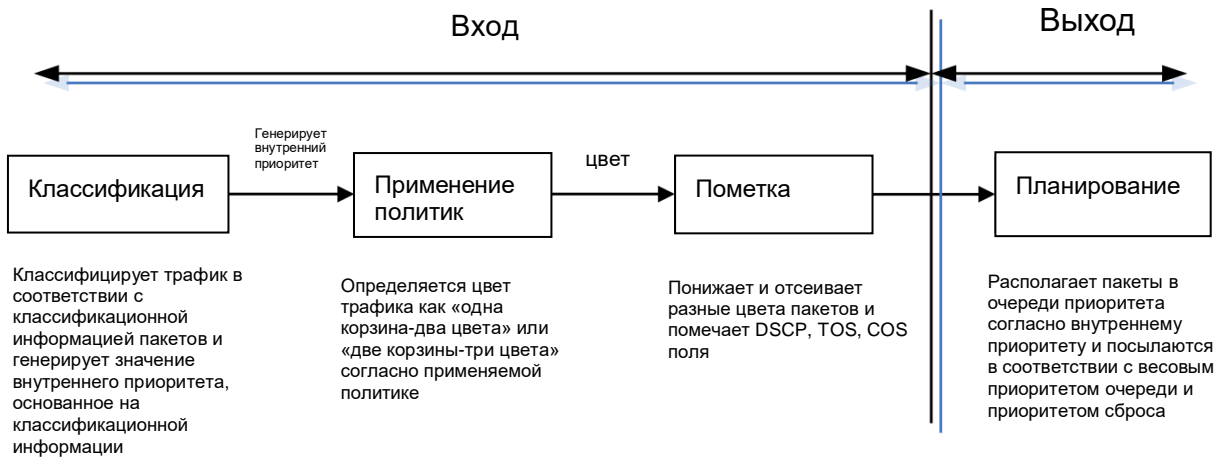 Вход
Выход
Генерирует
внутренний
приоритет
цвет
Классификация
Применение
политик
Пометка
Планирование
Классифицирует трафик в
соответствии с
классификационной
информацией пакетов и
генерирует значение
внутреннего приоритета,
основанное на
классификационной
информации
Определяется цвет
трафика как «одна
корзина-два цвета» или
«две корзины-три цвета»
согласно применяемой
политике
Понижает и отсеивает
разные цвета пакетов и
помечает DSCP, TOS, COS
поля
Располагает пакеты в
очереди приоритета
согласно внутреннему
приоритету и посылаются
в соответствии с весовым
приоритетом очереди и
приоритетом сброса